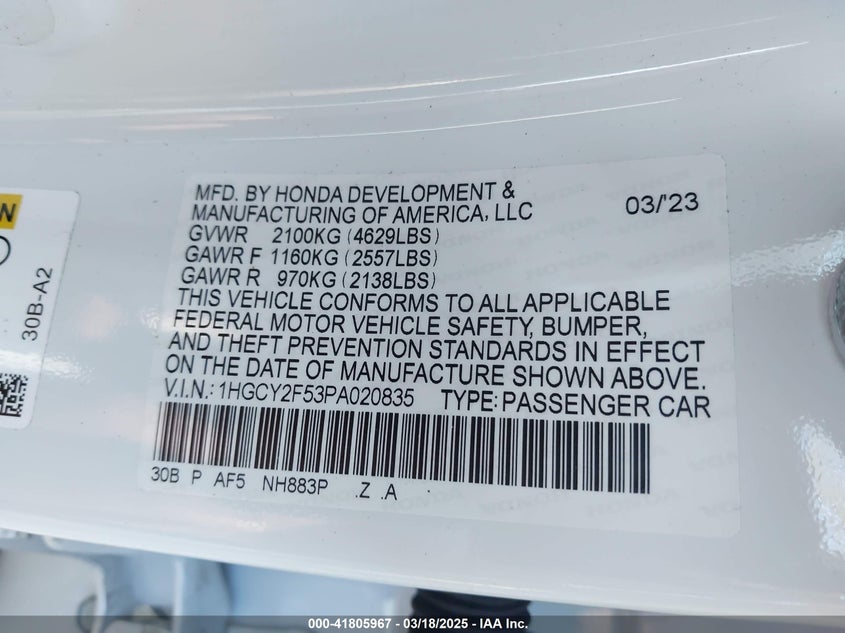 MFD. BY HONDA DEVELOPMENT &
MANUFACTURING OF AMERICA, LLC 03/'23
GVWR 2100KG (4629LBS)
GAWR F 1160KG (2557LBS)
GAWR R 970KG (2138LBS)
THIS VEHICLE CONFORMS TO ALL APPLICABLE
FEDERAL MOTOR VEHICLE SAFETY, BUMPER,
AND THEFT PREVENTION STANDARDS IN EFFECT
ON THE DATE OF MANUFACTURE SHOWN ABOVE.
V.I.N.: 1HGCY2F53PA020835 TYPE: PASSENGER CAR
30B P AF5 NH883P .Z .A
30B-A2
000-41805967 - 03/18/2025 - IAA Inc.